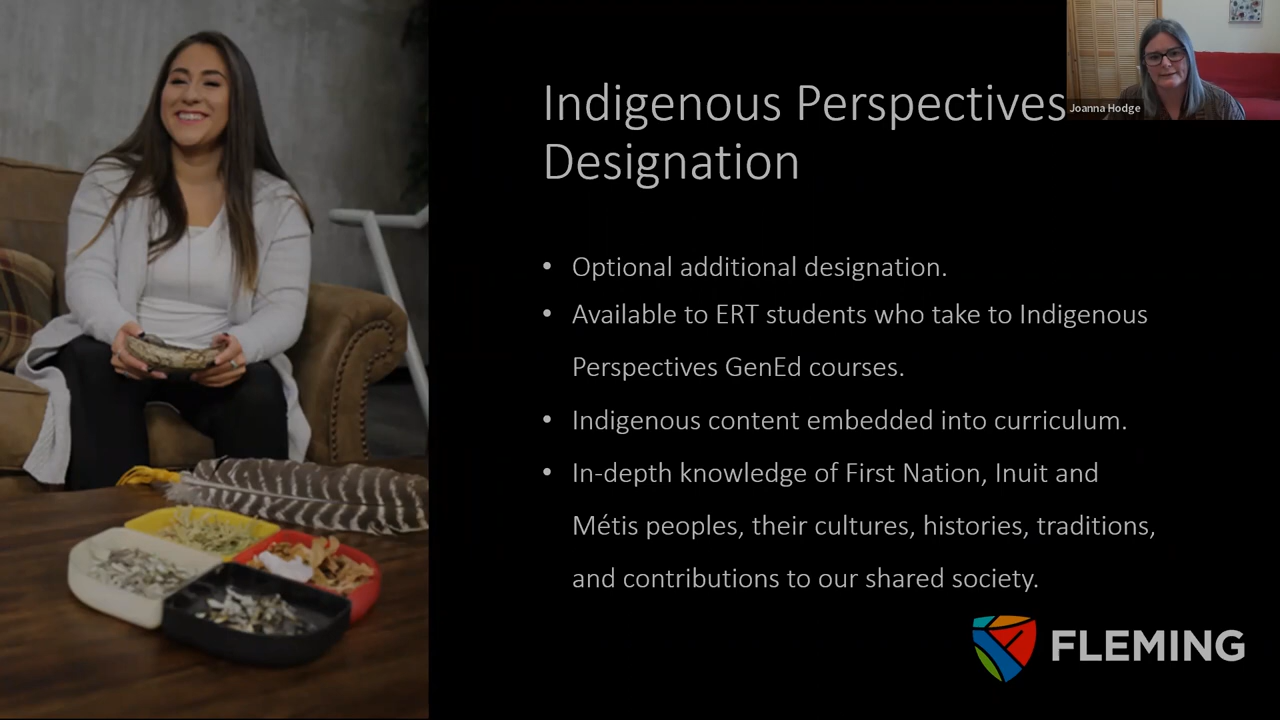 Indigenous Perspectives
Designation
Joanna Hodge
• Optional additional designation.
• Available to ERT students who take to Indigenous
Perspectives GenEd courses.
• Indigenous content embedded into curriculum.
• In-depth knowledge of First Nation, Inuit and
Métis peoples, their cultures, histories, traditions,
and contributions to our shared society.
FLEMING